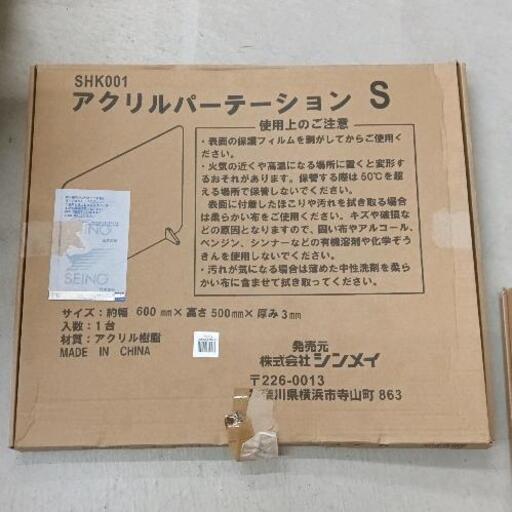 SHK001
アクリルパーテーション S
使用上のご注意
・表面の保護フィルムを剝がしてからご使用く
ださい。
・火気の近くや高温になる場所に置くと変形す
るおそれがあります。保管する際は60℃を超
える場所で保管しないでください。
表面に付着したほこりや汚れを拭き取る場合
は柔らかい布をご使用ください。キズや破損な
どの原因となりますので、固い布やアルコール、
ベンジン、シンナーなどの有機溶剤や化学ぞう
きんを使用しないでください。
・汚れが気になる場合は薄めた中性洗剤を柔ら
かい布に含ませて拭き取ってください。
SEINO
SEINO
サイズ:約幅 600 mm × 高さ 500 mm × 厚み 3 mm
入数:1台
材質:アクリル樹脂
MADE IN CHINA
発売元
株式会社 シンメイ
〒226-0013
川県横浜市寺山町 863